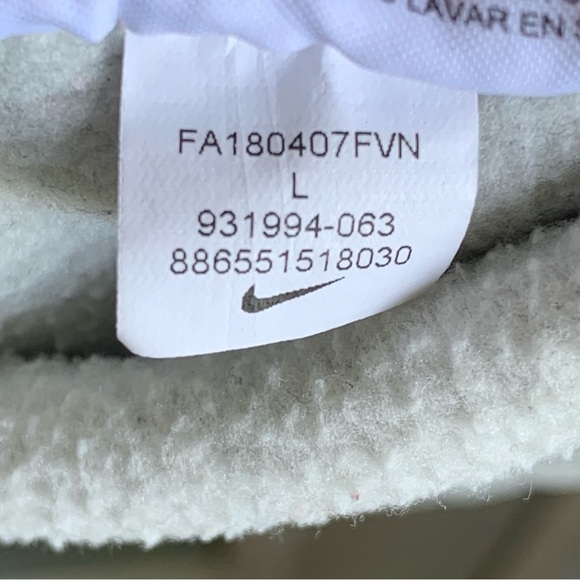 LAVAR EN
FA180407FVN
L
931994-063
886551518030